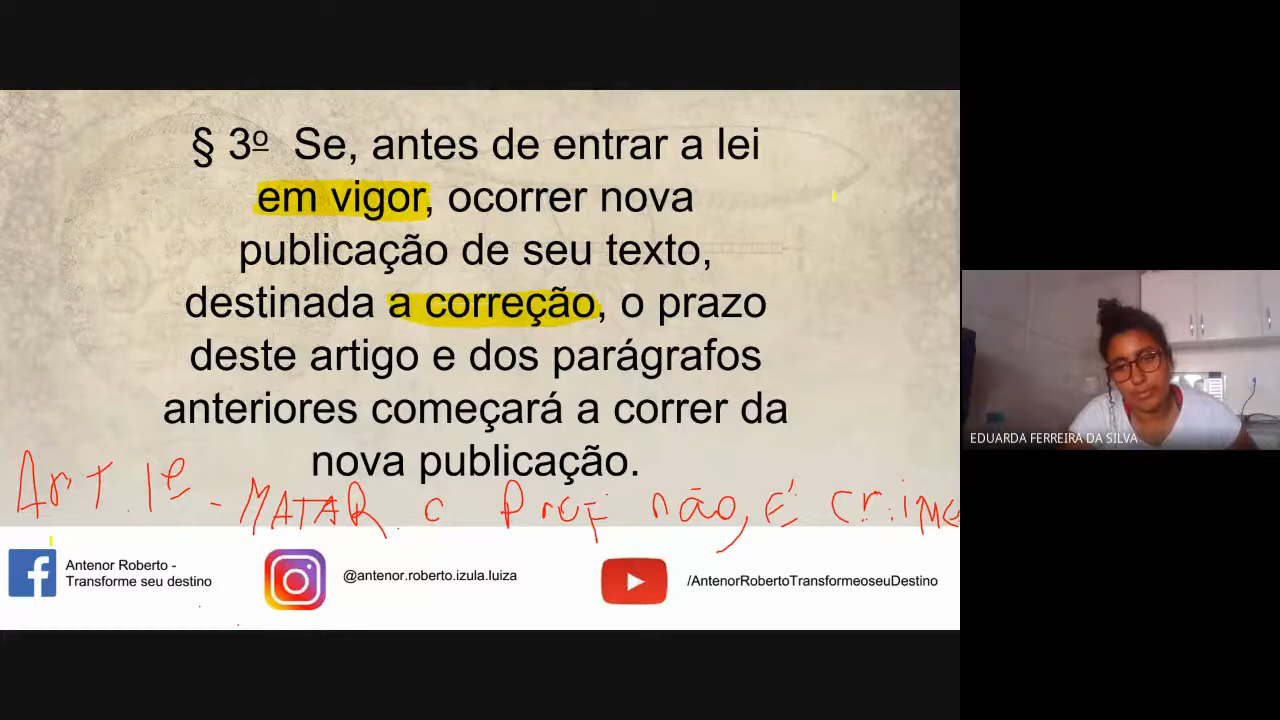 § 3º Se, antes de entrar a lei
em vigor, ocorrer nova
publicação de seu texto,
destinada a correção, o prazo
deste artigo e dos parágrafos
anteriores começará a correr da
nova publicação.
Art. 1º - MATAR o Prof não, É crime
Antenor Roberto -
Transforme seu destino
@antenor.roberto.izula.luiza
/AntenorRobertoTransformeoseuDestino
EDUARDA FERREIRA DA SILVA